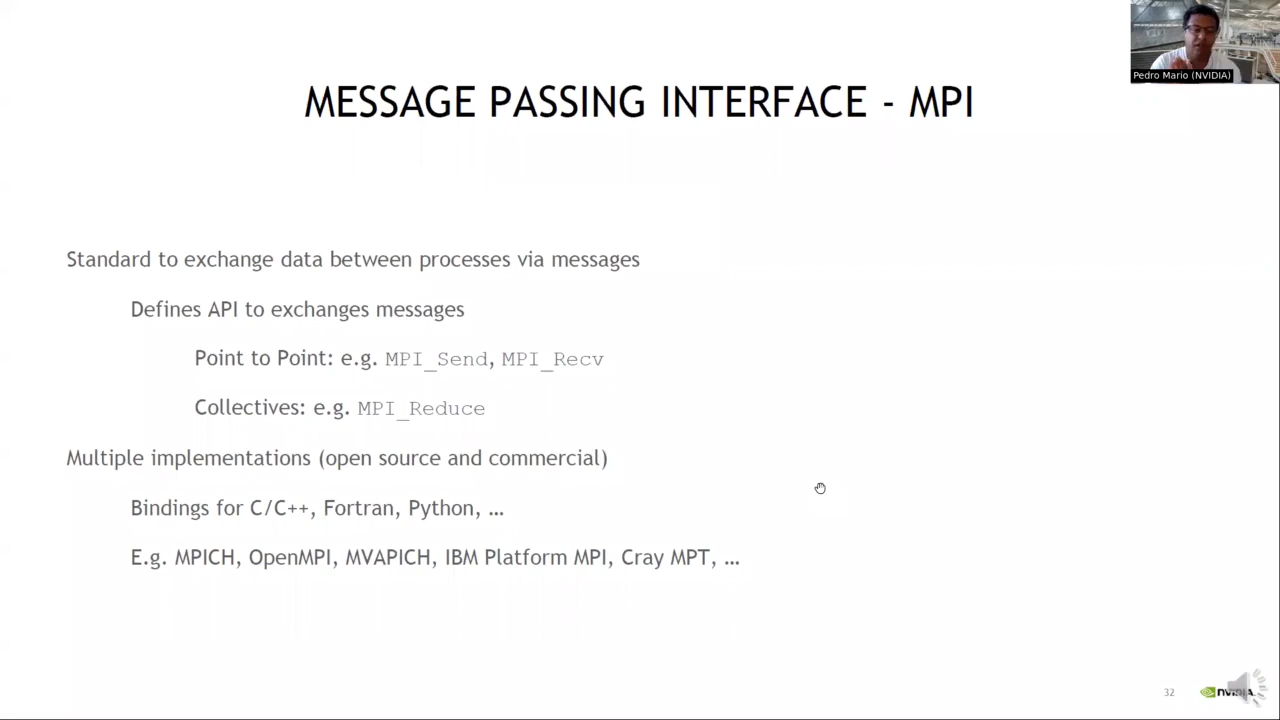 Pedro Mario (NVIDIA)
MESSAGE PASSING INTERFACE - MPI
Standard to exchange data between processes via messages
Defines API to exchanges messages
Point to Point: e.g. MPI_Send, MPI_Recv
Collectives: e.g. MPI_Reduce
Multiple implementations (open source and commercial)
Bindings for C/C++, Fortran, Python, …
E.g. MPICH, OpenMPI, MVAPICH, IBM Platform MPI, Cray MPT, …
32
NVIDIA.